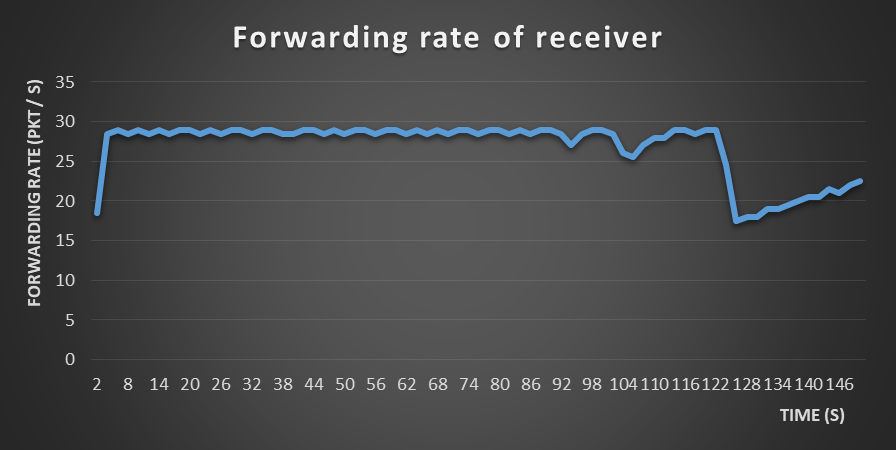 Forwarding rate of receiver
FORWARDING RATE (PKT / S)
35
30
25
20
15
10
5
0
2 8 14 20 26 32 38 44 50 56 62 68 74 80 86 92 98 104 110 116 122 128 134 140 146
TIME (S)